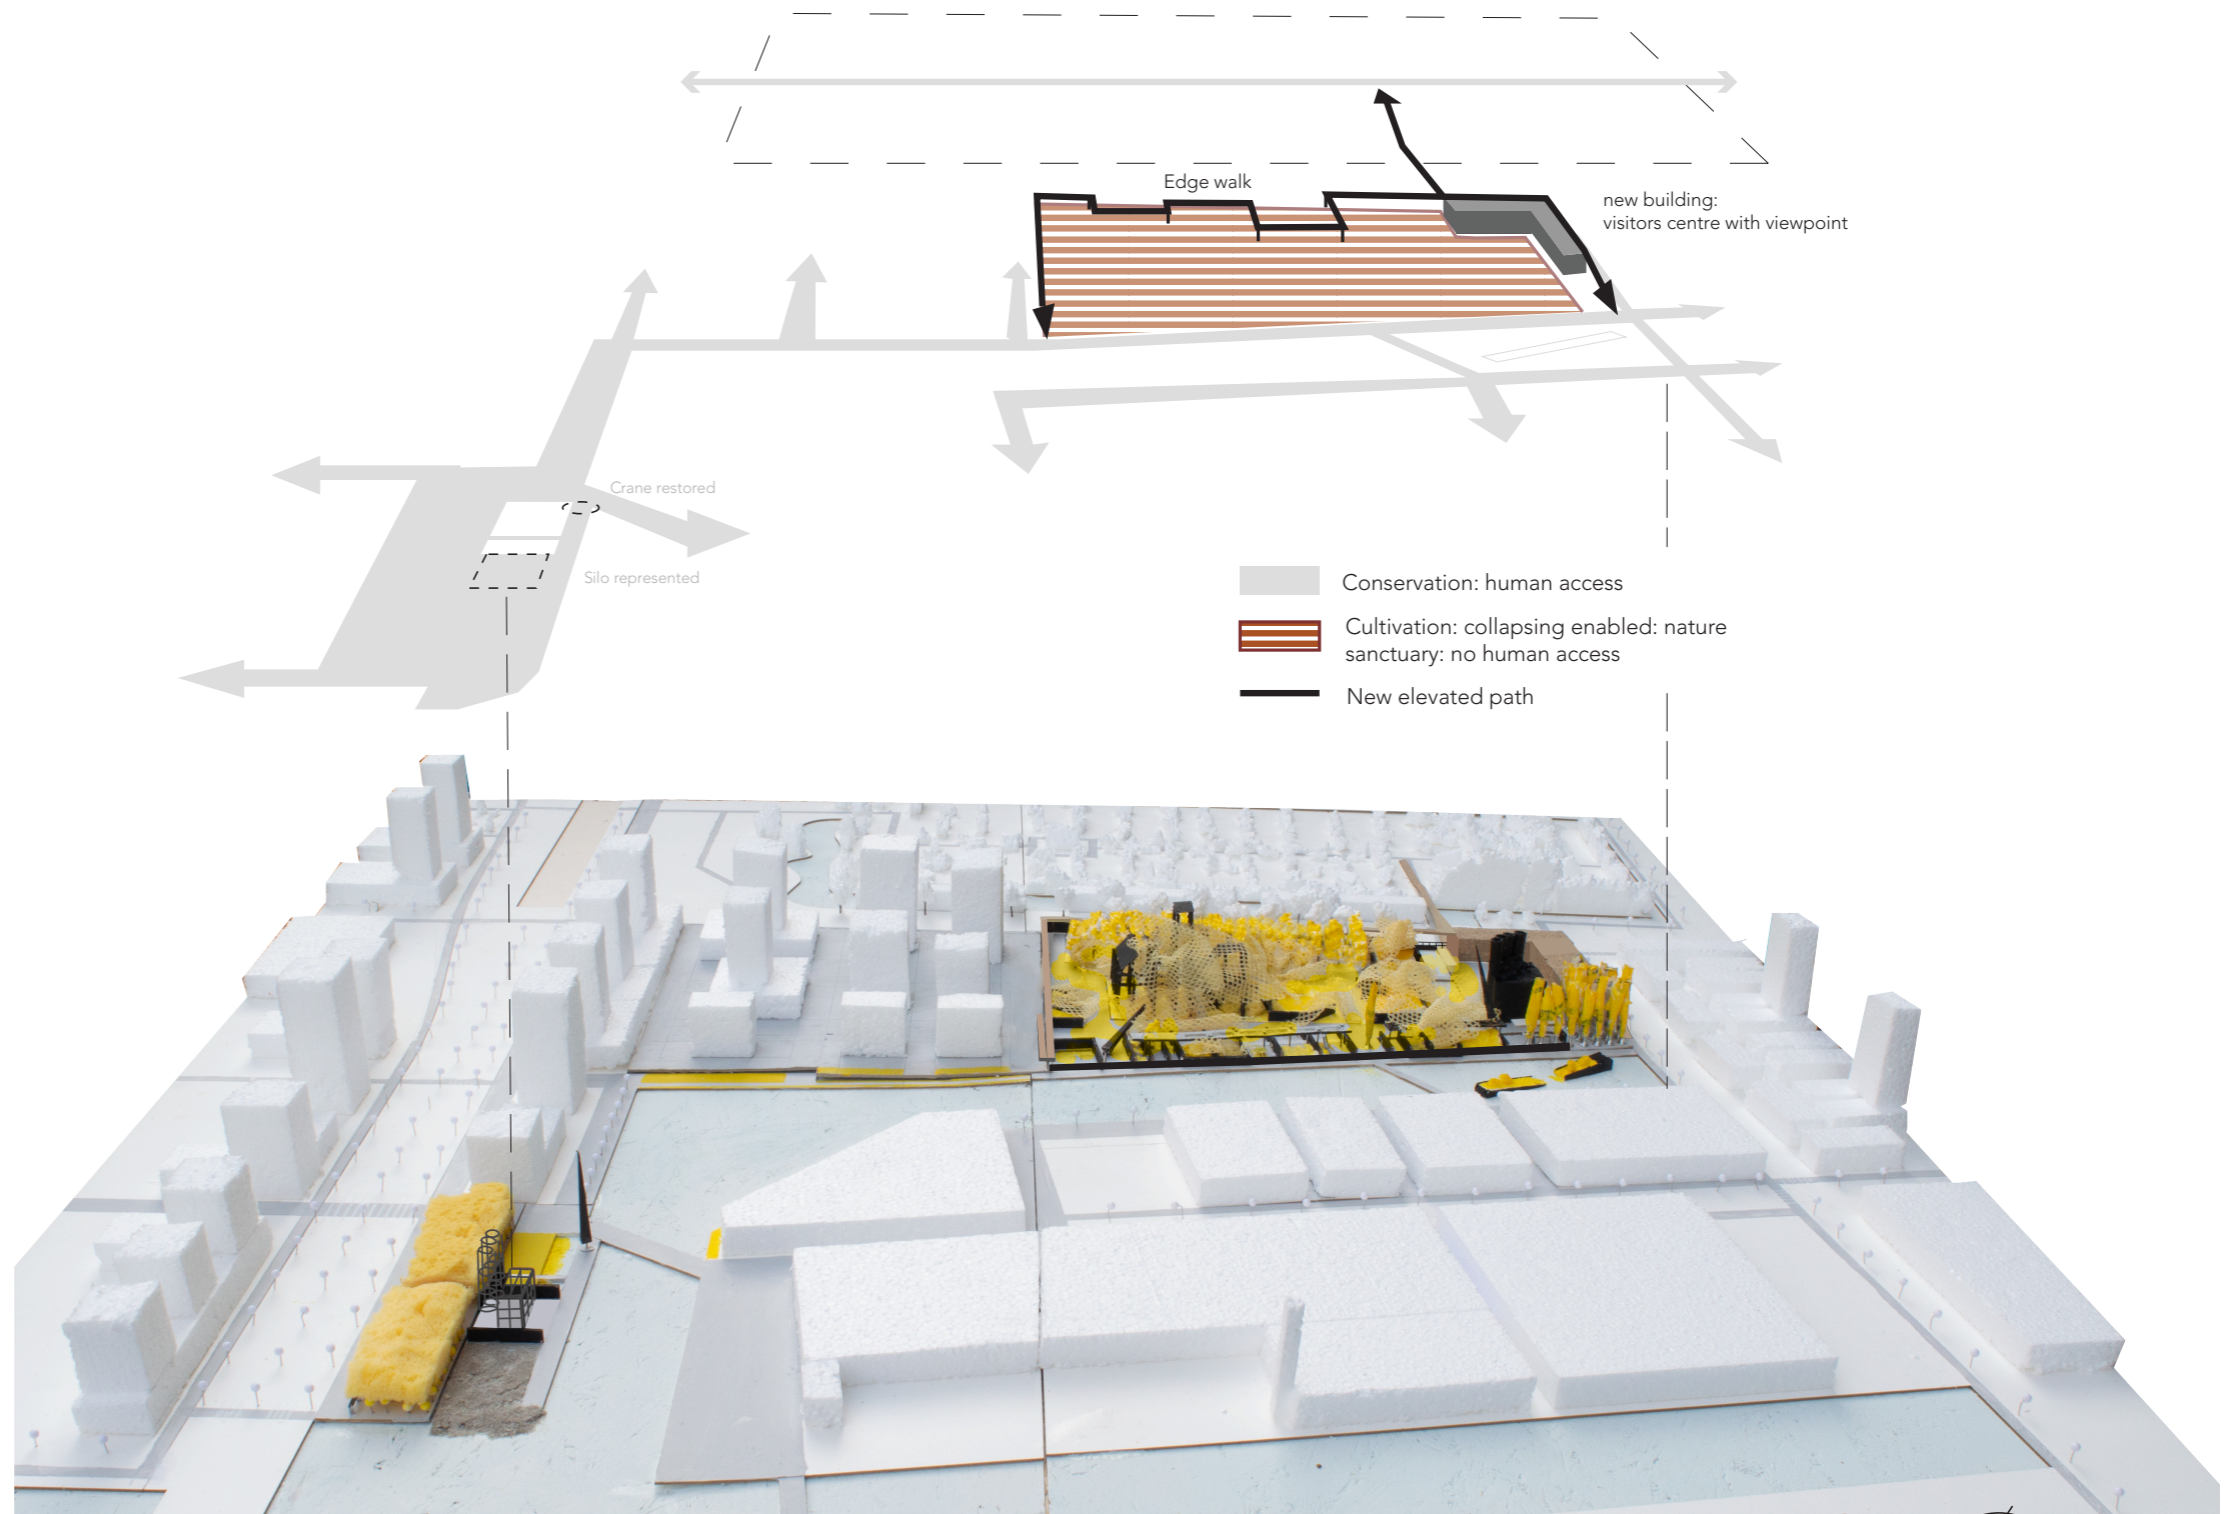 Edge walk
new building:
visitors centre with viewpoint
Crane restored
Silo represented
Conservation: human access
Cultivation: collapsing enabled: nature
sanctuary: no human access
New elevated path